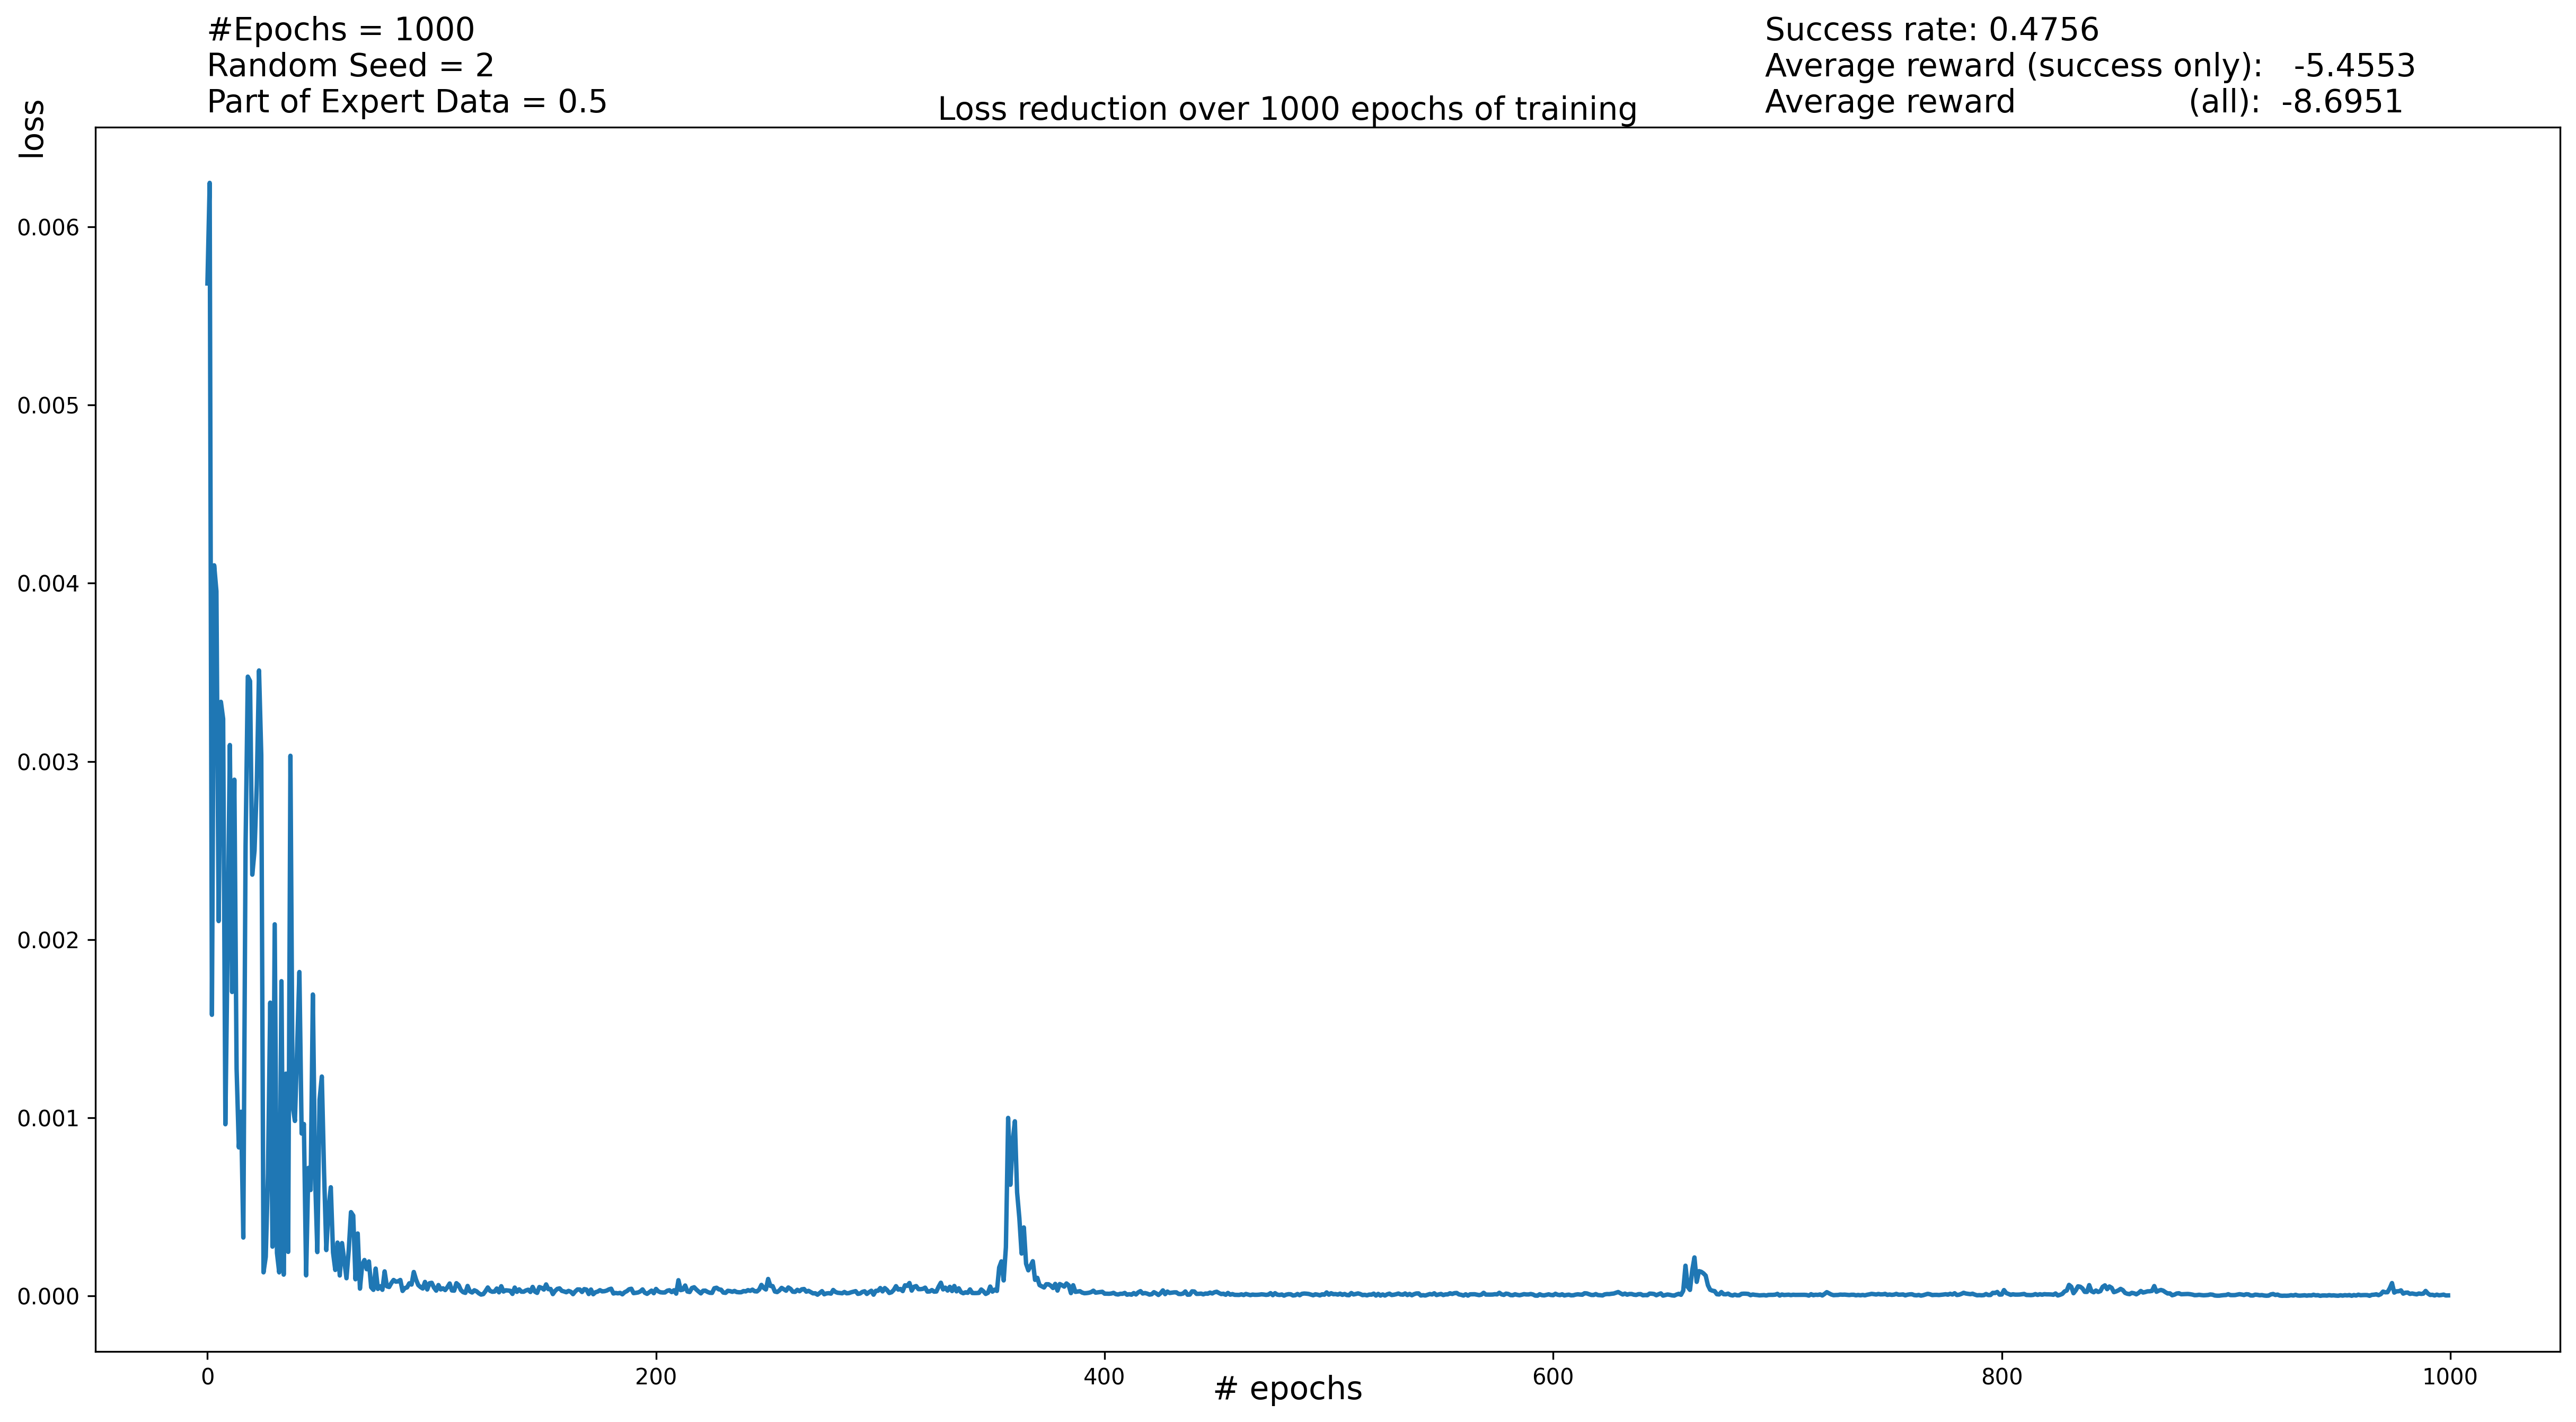 #Epochs = 1000
Random Seed = 2
Part of Expert Data = 0.5
Success rate: 0.4756
Average reward (success only): -5.4553
Average reward (all): -8.6951
Loss reduction over 1000 epochs of training
loss
0.006
0.005
0.004
0.003
0.002
0.001
0.000
0 200 400 600 800 1000
# epochs